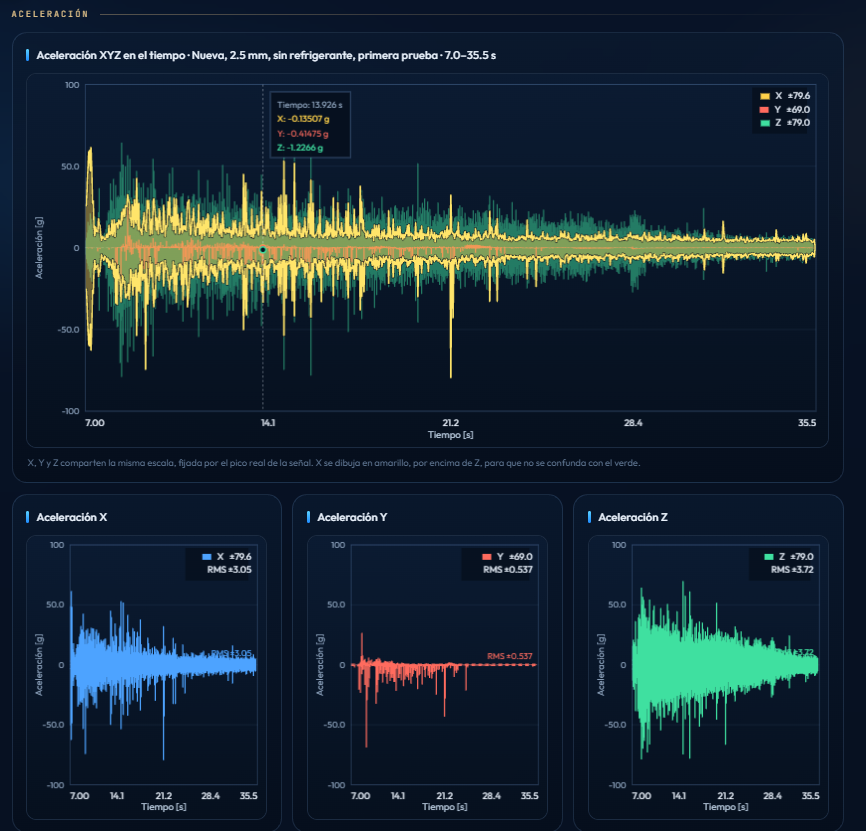 ACELERACIÓN
Aceleración XYZ en el tiempo · Nueva, 2.5 mm, sin refrigerante, primera prueba · 7.0–35.5 s
100
50.0
0
-50.0
-100
Aceleración [g]
Tiempo: 13.926 s
X: -0.13507 g
Y: -0.41475 g
Z: -1.2266 g
X ±79.6
Y ±69.0
Z ±79.0
7.00 14.1 21.2 28.4 35.5
Tiempo [s]
X, Y y Z comparten la misma escala, fijada por el pico real de la señal. X se dibuja en amarillo, por encima de Z, para que no se confunda con el verde.
Aceleración X
100
50.0
0
-50.0
-100
Aceleración [g]
X ±79.6
RMS ±3.05
RMS ±3.05
7.00 14.1 21.2 28.4 35.5
Tiempo [s]
Aceleración Y
100
50.0
0
-50.0
-100
Aceleración [g]
Y ±69.0
RMS ±0.537
RMS ±0.537
7.00 14.1 21.2 28.4 35.5
Tiempo [s]
Aceleración Z
100
50.0
0
-50.0
-100
Aceleración [g]
Z ±79.0
RMS ±3.72
7.00 14.1 21.2 28.4 35.5
Tiempo [s]